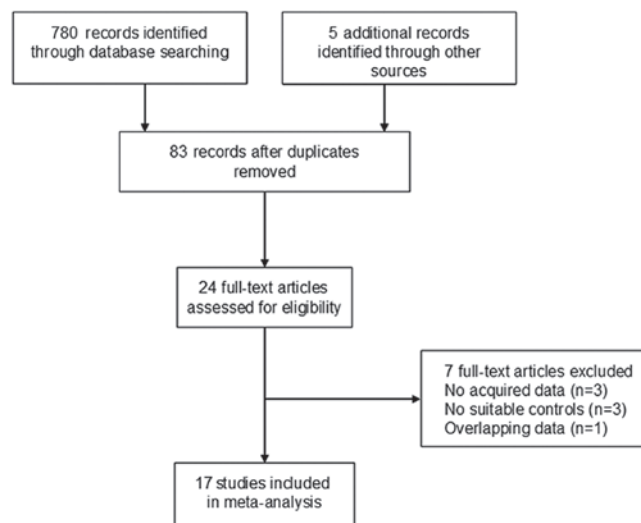 780 records identified
through database searching
5 additional records
identified through other
sources
83 records after duplicates
removed
24 full-text articles
assessed for eligibility
7 full-text articles excluded
No acquired data (n=3)
No suitable controls (n=3)
Overlapping data (n=1)
17 studies included
in meta-analysis